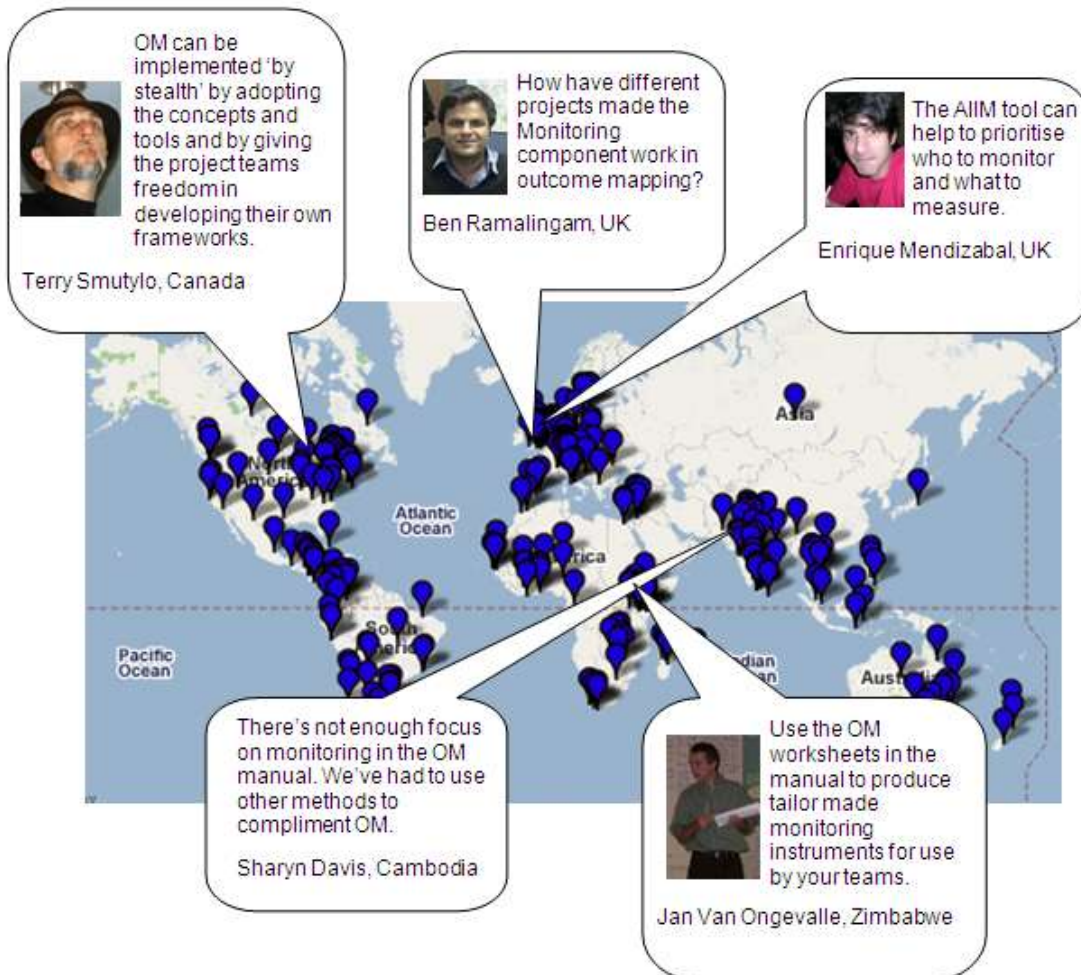 OM can be
implemented ‘by
stealth’ by adopting
the concepts and
tools and by giving
the project teams
freedom in
developing their own
frameworks.
Terry Smutylo, Canada
How have different
projects made the
Monitoring
component work in
outcome mapping?
Ben Ramalingam, UK
The AIIM tool can
help to prioritise
who to monitor
and what to
measure.
Enrique Mendizabal, UK
Asia
North
America
Atlantic
Ocean
South
Pacific
Ocean
Ocean
There’s not enough focus
on monitoring in the OM
manual. We’ve had to use
other methods to
compliment OM.
Sharyn Davis, Cambodia
Use the OM
worksheets in the
manual to produce
tailor made
monitoring
instruments for use
by your teams.
Jan Van Ongevalle, Zimbabwe